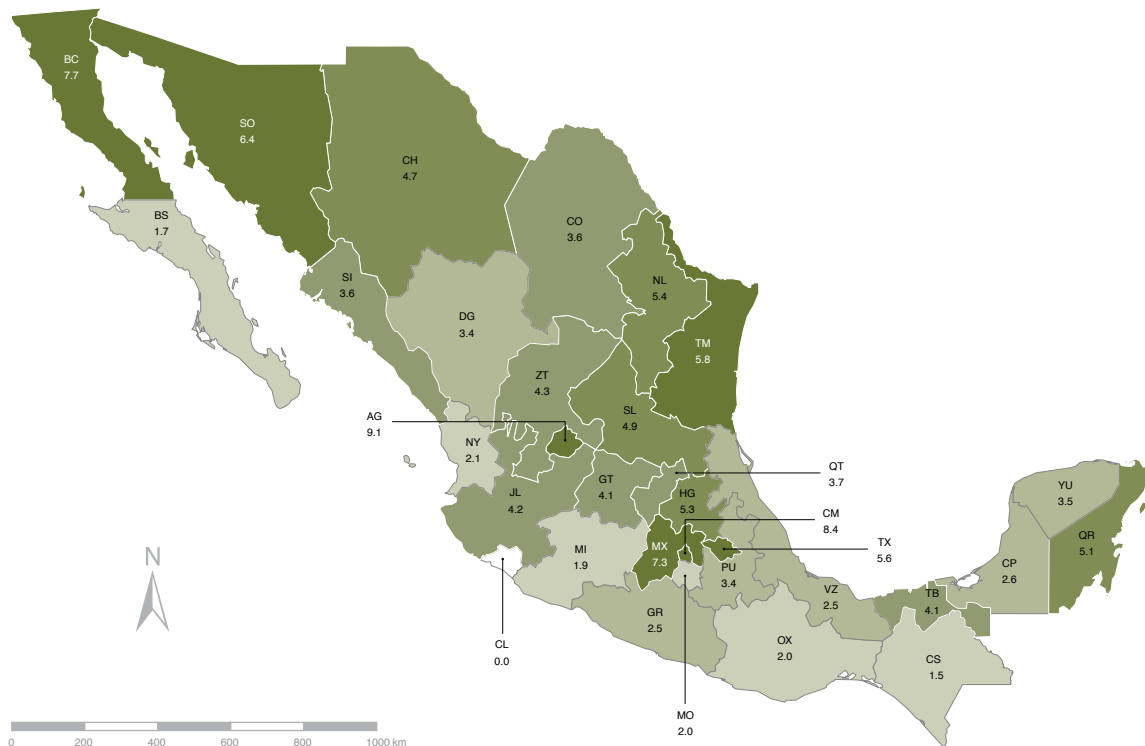 BC
7.7
SO
6.4
CH
4.7
BS
1.7
CO
3.6
SI
3.6
NL
5.4
DG
3.4
TM
5.8
ZT
4.3
AG
9.1
SL
4.9
NY
2.1
QT
3.7
GT
4.1
JL
4.2
HG
5.3
YU
3.5
CM
8.4
QR
5.1
TX
5.6
MX
7.3
MI
1.9
PU
3.4
CP
2.6
VZ
2.5
TB
4.1
GR
2.5
CL
0.0
OX
2.0
CS
1.5
MO
2.0
N
0 200 400 600 800 1000 km